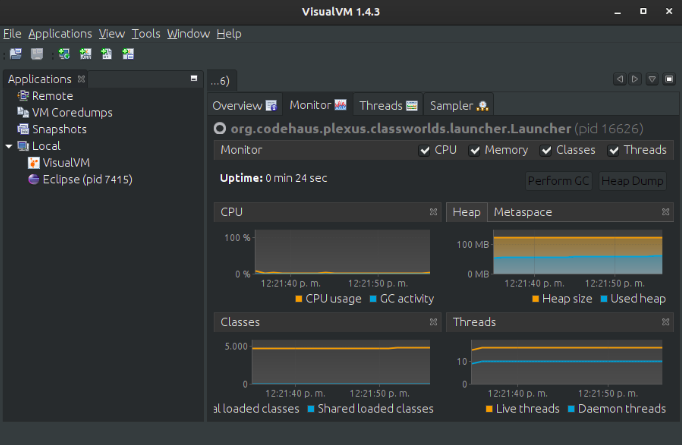 VisualVM 1.4.3
File Applications View Tools Window Help
Applications
Remote
VM Coredumps
Snapshots
Local
VisualVM
Eclipse (pid 7415)
...6)
Overview Monitor Threads Sampler
org.codehaus.plexus.classworlds.launcher.Launcher (pid 16626)
Monitor CPU Memory Classes Threads
Uptime: 0 min 24 sec Perform GC Heap Dump
CPU
100 %
0 %
12:21:40 p. m. 12:21:50 p. m.
CPU usage GC activity
Heap Metaspace
100 MB
0 MB
12:21:40 p. m. 12:21:50 p. m.
Heap size Used heap
Classes
5.000
0
12:21:40 p. m. 12:21:50 p. m.
al loaded classes Shared loaded classes
Threads
10
0
12:21:40 p. m. 12:21:50 p. m.
Live threads Daemon threads